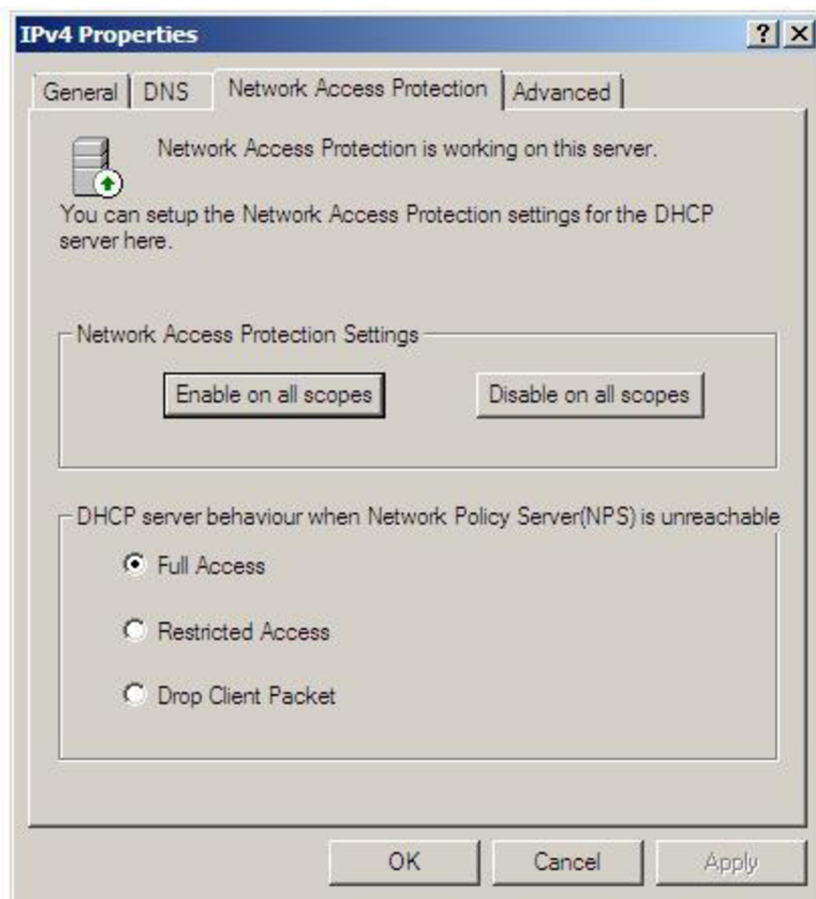 IPv4 Properties
General DNS Network Access Protection Advanced
Network Access Protection is working on this server.
You can setup the Network Access Protection settings for the DHCP
server here.
Network Access Protection Settings
Enable on all scopes Disable on all scopes
DHCP server behaviour when Network Policy Server(NPS) is unreachable
Full Access
Restricted Access
Drop Client Packet
OK Cancel Apply